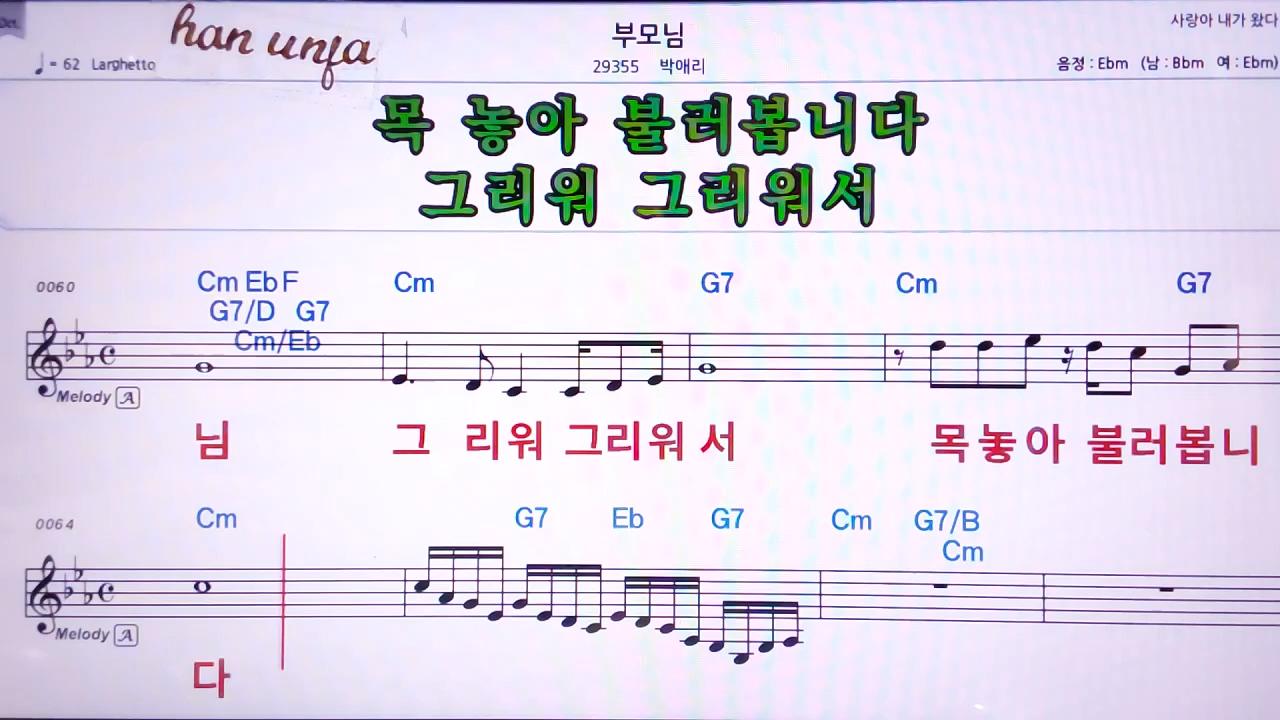 han unja
부모님
사랑아 내가 왔다
♩= 62 Larghetto
29355 박애리
음정 : Ebm (남 : Bbm 여 : Ebm)
목 놓아 불러봅니다
그리워 그리워서
0060
Cm Eb F Cm G7 Cm G7
G7/D G7
Cm/Eb
Melody A
님 그 리워 그리워 서 목놓아 불러봅니
0064
Cm G7 Eb G7 Cm G7/B
Cm
Melody A
다